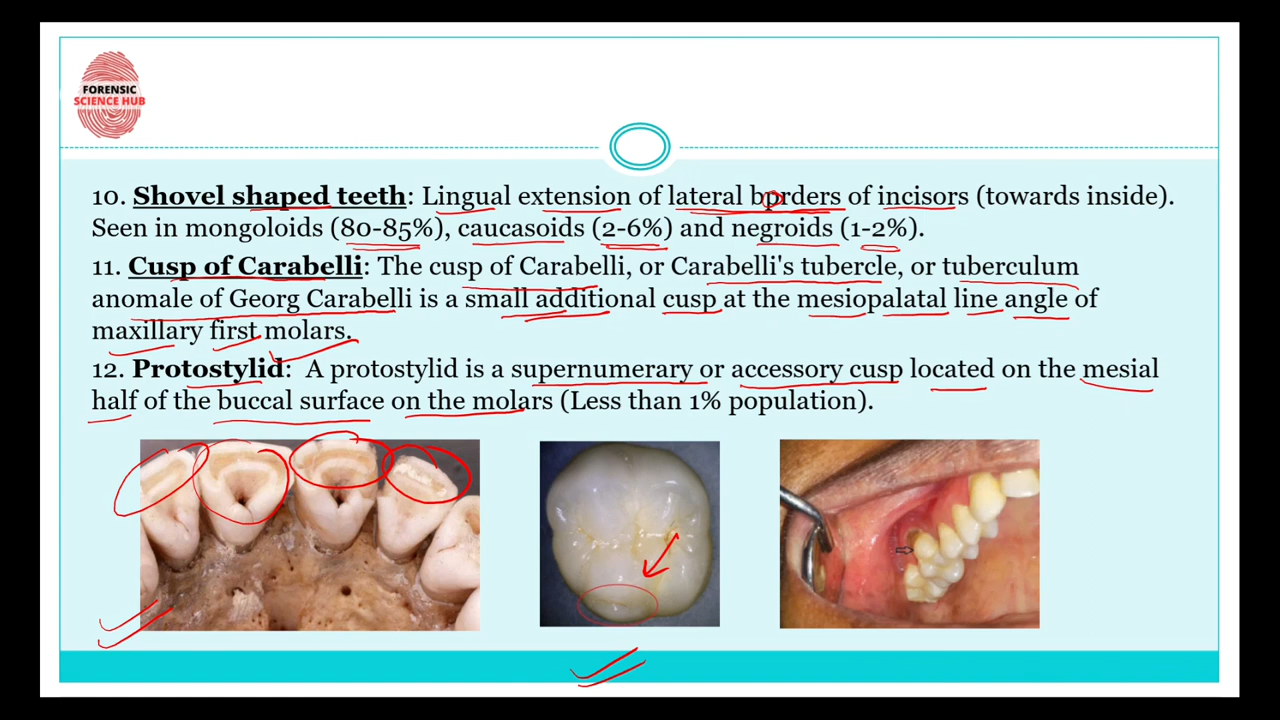 FORENSIC
SCIENCE HUB
10. Shovel shaped teeth: Lingual extension of lateral borders of incisors (towards inside).
Seen in mongoloids (80-85%), caucasoids (2-6%) and negroids (1-2%).
11. Cusp of Carabelli: The cusp of Carabelli, or Carabelli's tubercle, or tuberculum
anomale of Georg Carabelli is a small additional cusp at the mesiopalatal line angle of
maxillary first molars.
12. Protostylid: A protostylid is a supernumerary or accessory cusp located on the mesial
half of the buccal surface on the molars (Less than 1% population).